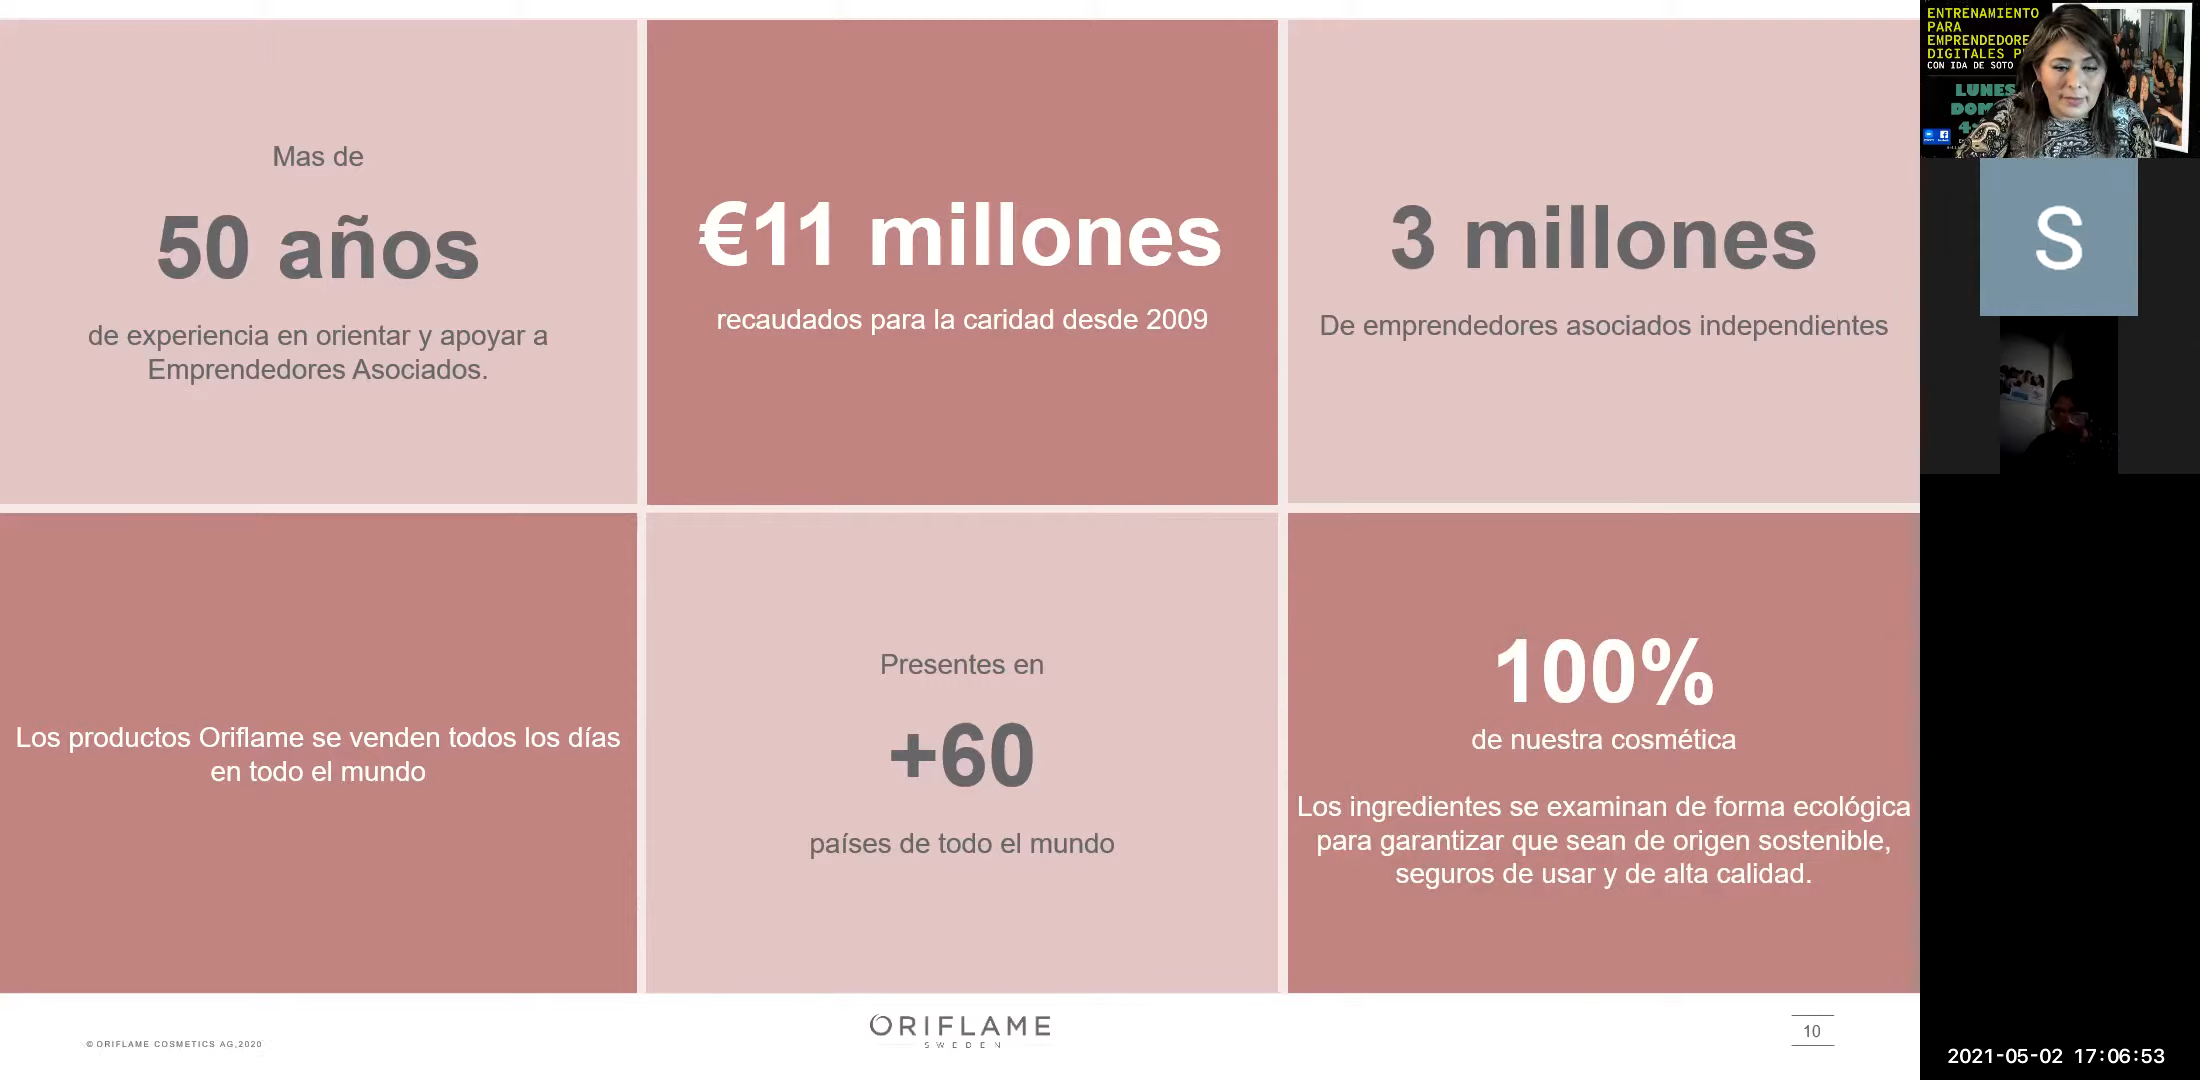 Mas de
50 años
de experiencia en orientar y apoyar a
Emprendedores Asociados.
€11 millones
recaudados para la caridad desde 2009
3 millones
De emprendedores asociados independientes
Los productos Oriflame se venden todos los días
en todo el mundo
Presentes en
+60
países de todo el mundo
100%
de nuestra cosmética
Los ingredientes se examinan de forma ecológica
para garantizar que sean de origen sostenible,
seguros de usar y de alta calidad.
© ORIFLAME COSMETICS AG,2020
ORIFLAME
SWEDEN
10
ENTRENAMIENTO
PARA
EMPRENDEDORE
DIGITALES P
CON IDA DE SOTO
LUNES
DOM
S
2021-05-02 17:06:53